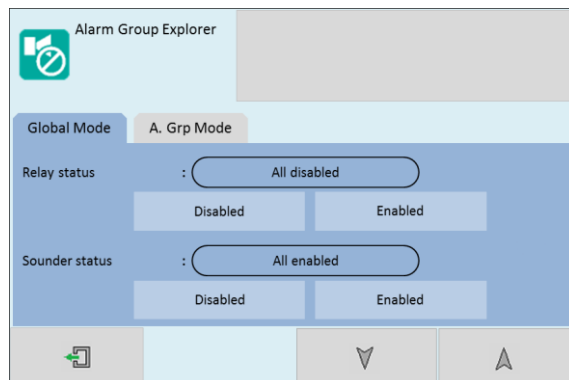 Alarm Group Explorer
Global Mode A. Grp Mode
Relay status : All disabled
Disabled Enabled
Sounder status : All enabled
Disabled Enabled